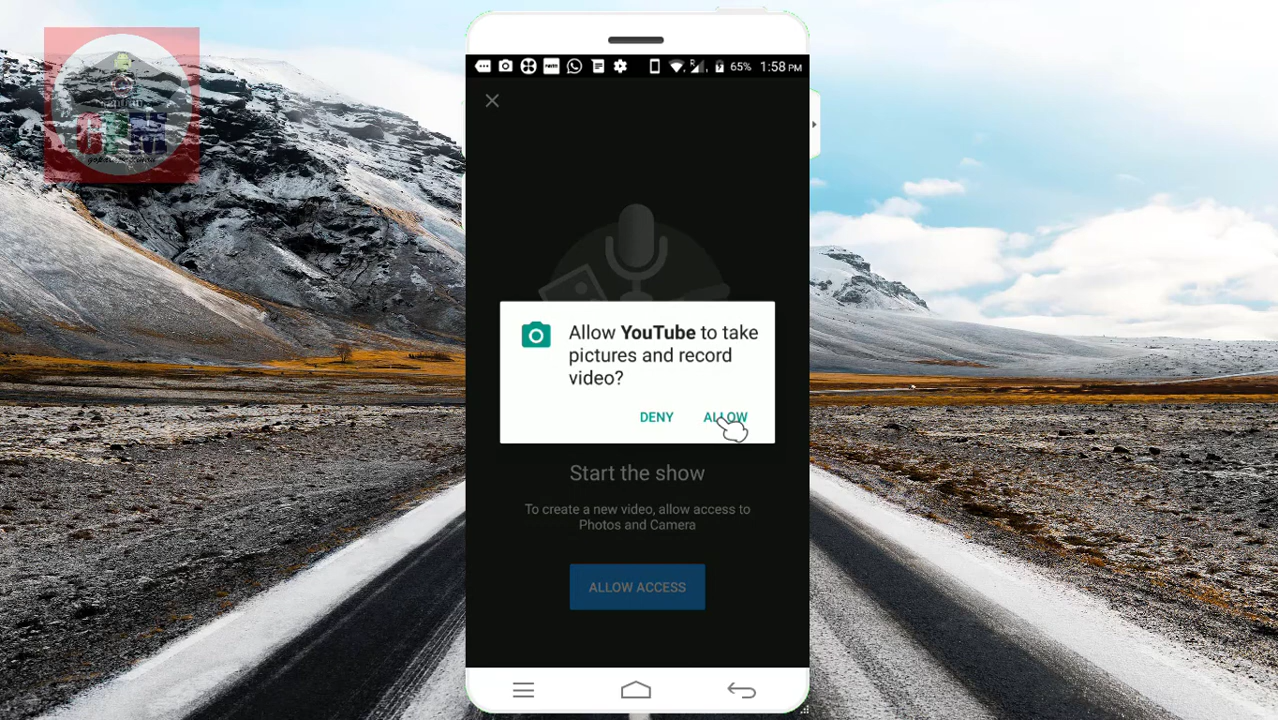 65% 1:58 PM
Allow YouTube to take
pictures and record
video?
DENY ALLOW
Start the show
To create a new video, allow access to
Photos and Camera
ALLOW ACCESS